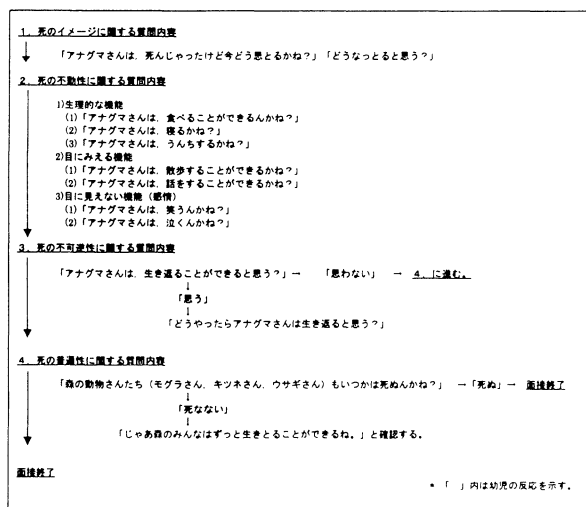 1. 死のイメージに関する質問内容
「アナグマさんは,死んじゃったけど今どう思とるかね?」「どうなっとると思う?」
2. 死の不動性に関する質問内容
1)生理的な機能
(1)「アナグマさんは,食べることができるんかね?」
(2)「アナグマさんは,寝るかね?」
(3)「アナグマさんは,うんちするかね?」
2)目にみえる機能
(1)「アナグマさんは,散歩することができるかね?」
(2)「アナグマさんは,話をすることができるかね?」
3)目に見えない機能(感情)
(1)「アナグマさんは,笑うんかね?」
(2)「アナグマさんは,泣くんかね?」
3. 死の不可逆性に関する質問内容
「アナグマさんは,生き返ることができると思う?」→ 「思わない」 → 4.に進む。
↓
「思う」
↓
「どうやったらアナグマさんは生き返ると思う?」
4. 死の普遍性に関する質問内容
「森の動物さんたち(モグラさん,キツネさん,ウサギさん)もいつかは死ぬんかね?」 →「死ぬ」→ 面接終了
↓
「死なない」
↓
「じゃあ森のみんなはずっと生きとることができるね。」と確認する。
面接終了
*「 」内は幼児の反応を示す。